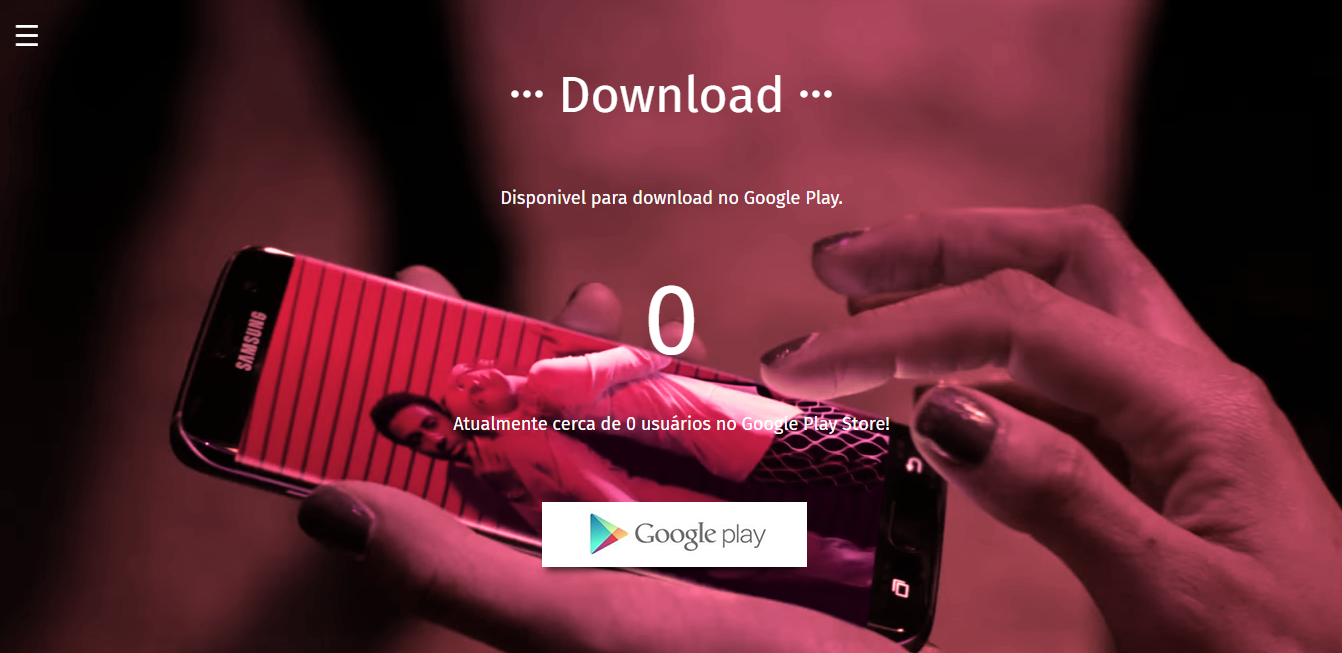 ☰
··· Download ···
Disponivel para download no Google Play.
0
SAMSUNG
Atualmente cerca de 0 usuários no Google Play Store!
Google play